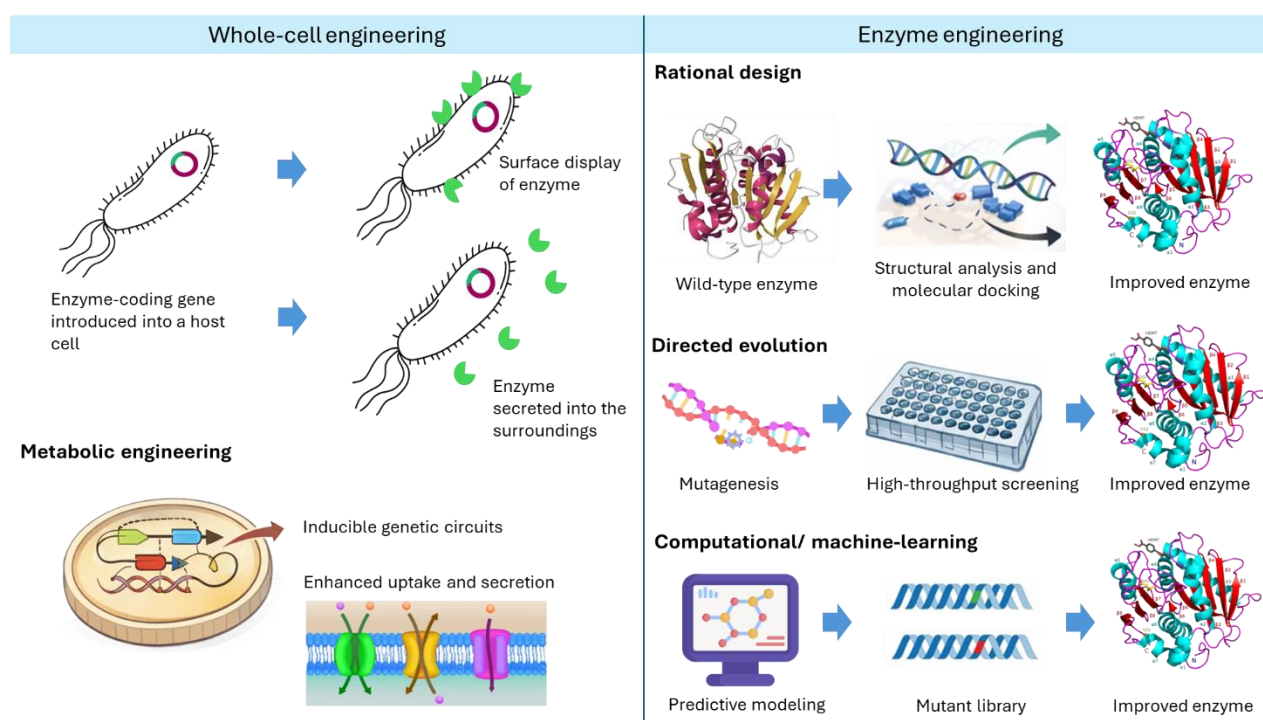 Whole-cell engineering
Surface display
of enzyme
Enzyme-coding gene
introduced into a host
cell
Enzyme
secreted into the
surroundings
Metabolic engineering
Inducible genetic circuits
Enhanced uptake and secretion
Enzyme engineering
Rational design
Wild-type enzyme
Structural analysis and
molecular docking
Improved enzyme
Directed evolution
Mutagenesis
High-throughput screening
Improved enzyme
Computational/ machine-learning
Predictive modeling
Mutant library
Improved enzyme